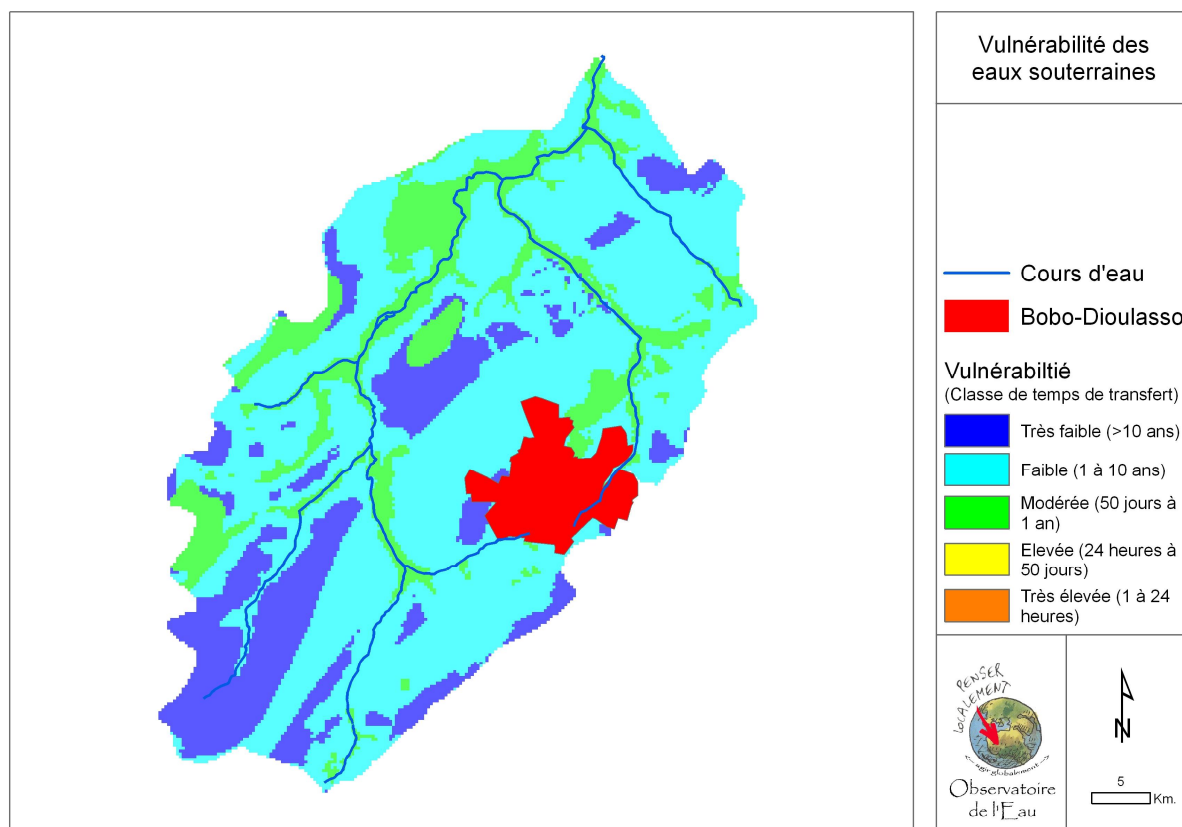 Vulnérabilité des
eaux souterraines
Cours d'eau
Bobo-Dioulasso
Vulnérabiltié
(Classe de temps de transfert)
Très faible (>10 ans)
Faible (1 à 10 ans)
Modérée (50 jours à
1 an)
Elevée (24 heures à
50 jours)
Très élevée (1 à 24
heures)
PENSER
LOCALEMENT
agir globalement
Observatoire
de l'Eau
N
5
Km.